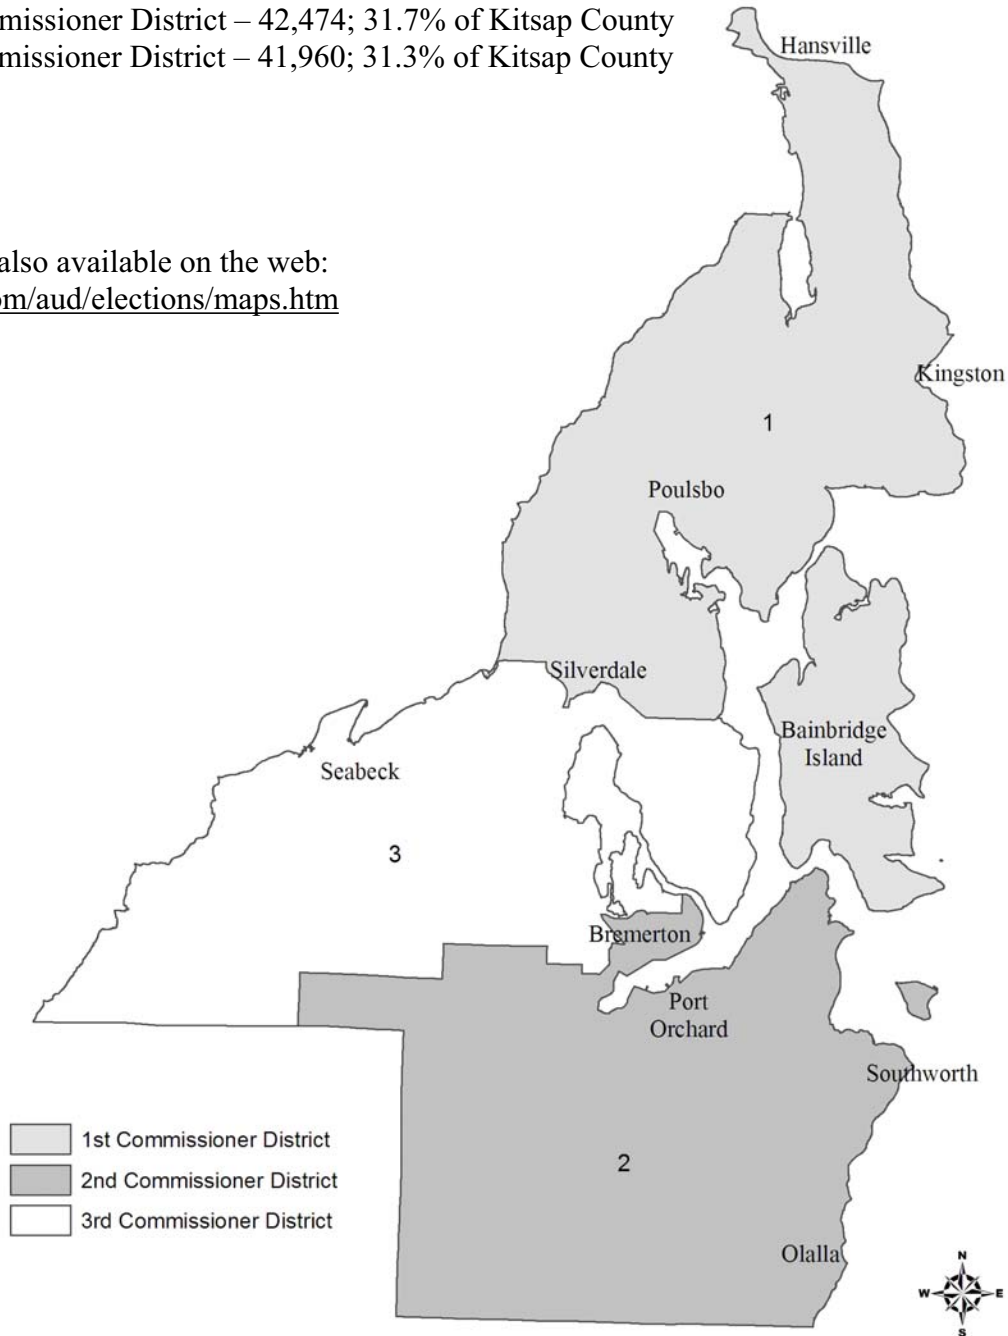 mmissioner District – 42,474; 31.7% of Kitsap County
mmissioner District – 41,960; 31.3% of Kitsap County
Hansville
also available on the web:
om/aud/elections/maps.htm
Kingston
1
Poulsbo
Silverdale
Bainbridge
Island
Seabeck
3
Bremerton
Port
Orchard
Southworth
1st Commissioner District
2nd Commissioner District
3rd Commissioner District
2
Olalla
N
W
E
S